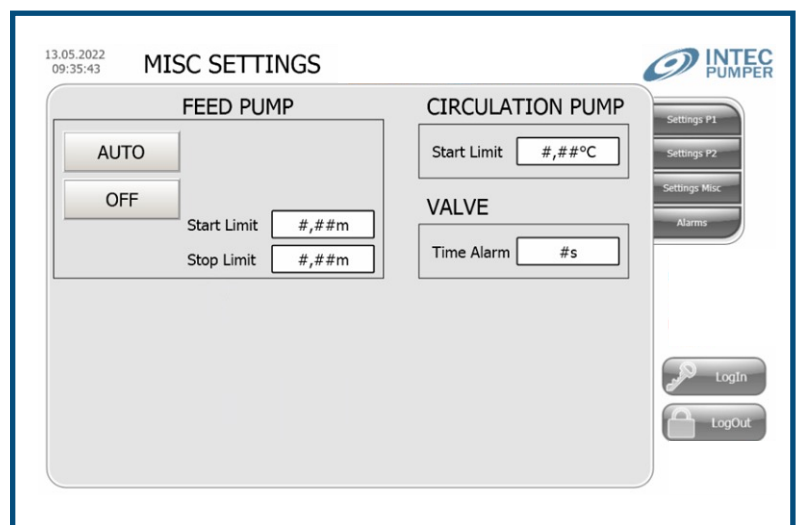 13.05.2022
09:35:43
MISC SETTINGS
INTEC
PUMPER
FEED PUMP
AUTO
OFF
Start Limit #,##m
Stop Limit #,##m
CIRCULATION PUMP
Start Limit #,##°C
VALVE
Time Alarm #s
Settings P1
Settings P2
Settings Misc
Alarms
LogIn
LogOut